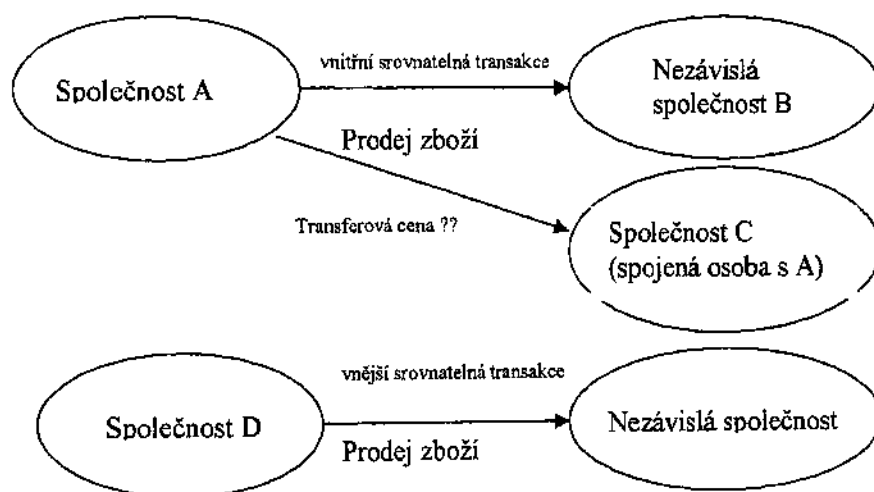 Společnost A
vnitřní srovnatelná transakce
Nezávislá
společnost B
Prodej zboží
Transferová cena ??
Společnost C
(spojená osoba s A)
Společnost D
vnější srovnatelná transakce
Prodej zboží
Nezávislá společnost